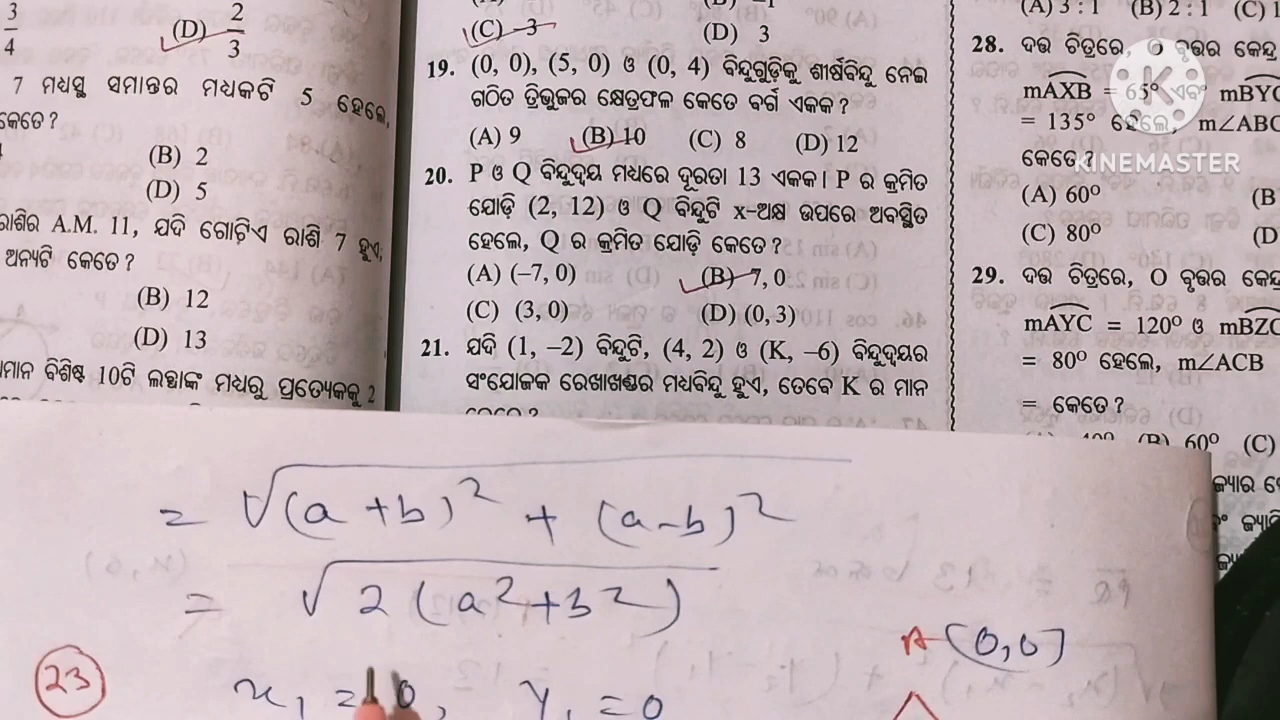 3
4
(D) 2
3
7 ମଧ୍ୟସ୍ଥ ସମାନ୍ତର ମଧ୍ୟକଟି 5 ହେଲେ,
କେତେ ?
(B) 2
(D) 5
ରାଶିର A.M. 11, ଯଦି ଗୋଟିଏ ରାଶି 7 ହୁଏ,
ଅନ୍ୟଟି କେତେ ?
(B) 12
(D) 13
ମାନ ବିଶିଷ୍ଟ 10ଟି ଲବ୍ଧାଙ୍କ ମଧ୍ୟରୁ ପ୍ରତ୍ୟେକକୁ 2
(C) -3
(D) 3
19. (0, 0), (5, 0) ଓ (0, 4) ବିନ୍ଦୁଗୁଡ଼ିକୁ ଶୀର୍ଷବିନ୍ଦୁ ନେଇ
ଗଠିତ ତ୍ରିଭୁଜର କ୍ଷେତ୍ରଫଳ କେତେ ବର୍ଗ ଏକକ ?
(A) 9 (B) 10 (C) 8 (D) 12
20. P ଓ Q ବିନ୍ଦୁଦ୍ୱୟ ମଧ୍ୟରେ ଦୂରତା 13 ଏକକ। P ର କ୍ରମିତ
ଯୋଡ଼ି (2, 12) ଓ Q ବିନ୍ଦୁଟି x-ଅକ୍ଷ ଉପରେ ଅବସ୍ଥିତ
ହେଲେ, Q ର କ୍ରମିତ ଯୋଡ଼ି କେତେ ?
(A) (-7, 0) (B) 7, 0
(C) (3, 0) (D) (0, 3)
21. ଯଦି (1, -2) ବିନ୍ଦୁଟି, (4, 2) ଓ (K, -6) ବିନ୍ଦୁଦ୍ୱୟର
ସଂଯୋଜକ ରେଖାଖଣ୍ଡର ମଧ୍ୟବିନ୍ଦୁ ହୁଏ, ତେବେ K ର ମାନ
(A) 3 : 1 (B) 2 : 1 (C)
28. ଦତ୍ତ ଚିତ୍ରରେ, O ବୃତ୍ତର କେନ୍ଦ୍ର
mAXB = 65° ଏବଂ mBYC
= 135° ହେଲେ, m∠ABC
କେତେ ?
KINEMASTER
(A) 60° (B
(C) 80° (D
29. ଦତ୍ତ ଚିତ୍ରରେ, O ବୃତ୍ତର କେନ୍ଦ୍ର
mAYC = 120° ଓ mBZC
= 80° ହେଲେ, m∠ACB
= କେତେ ?
(B) 60° (C)
= √(a+b)² + (a-b)²
= √2(a²+b²)
A (0,0)
23 x₁ = 0, y₁ = 0